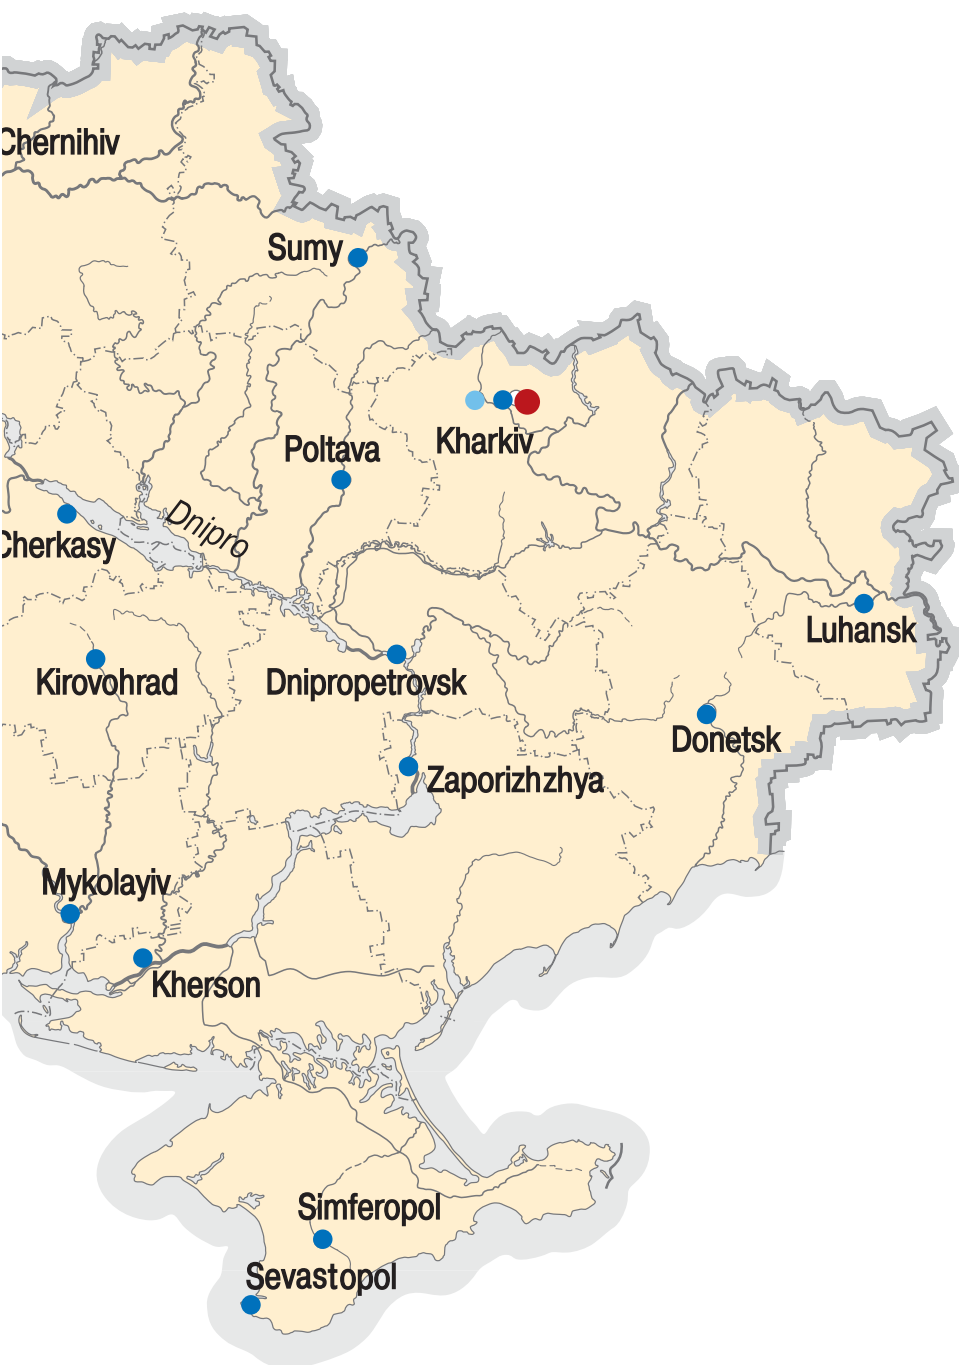 Chernihiv
Sumy
Kharkiv
Poltava
Dnipro
Cherkasy
Luhansk
Kirovohrad
Dnipropetrovsk
Donetsk
Zaporizhzhya
Mykolayiv
Kherson
Simferopol
Sevastopol